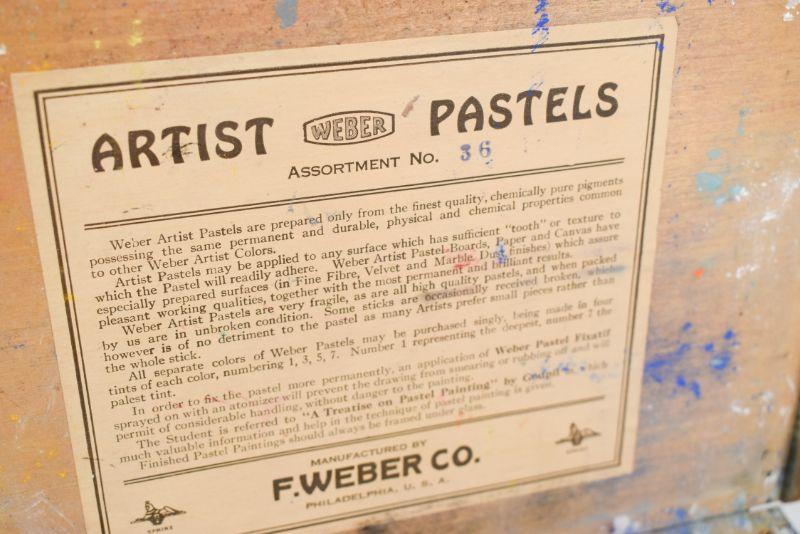 ARTIST WEBER PASTELS
ASSORTMENT No. 36
Weber Artist Pastels are prepared only from the finest quality, chemically pure pigments
possessing the same permanent and durable, physical and chemical properties common
to other Weber Artist Colors.
Artist Pastels may be applied to any surface which has sufficient "tooth" or texture to
which the Pastel will readily adhere. Weber Artist Pastel Boards, Paper and Canvas have
especially prepared surfaces (in Fine Fibre, Velvet and Marble Dust finishes) which assure
pleasant working qualities, together with the most permanent and brilliant results.
Weber Artist Pastels are very fragile, as are all high quality pastels, and when packed
by us are in unbroken condition. Some sticks are occasionally received broken, which
however is of no detriment to the pastel as many Artists prefer small pieces rather than
the whole stick.
All separate colors of Weber Pastels may be purchased singly, being made in four
tints of each color, numbering 1, 3, 5, 7. Number 1 representing the deepest, number 7 the
palest tint.
In order to fix the pastel more permanently, an application of Weber Pastel Fixatif
sprayed on with an atomizer will prevent the drawing from smearing or rubbing off and will
permit of considerable handling, without danger to the painting.
The Student is referred to "A Treatise on Pastel Painting" by Goupil in which
much valuable information and help in the technique of pastel painting is given.
Finished Pastel Paintings should always be framed under glass.
MANUFACTURED BY
F. WEBER CO.
PHILADELPHIA, U. S. A.
SPHINX